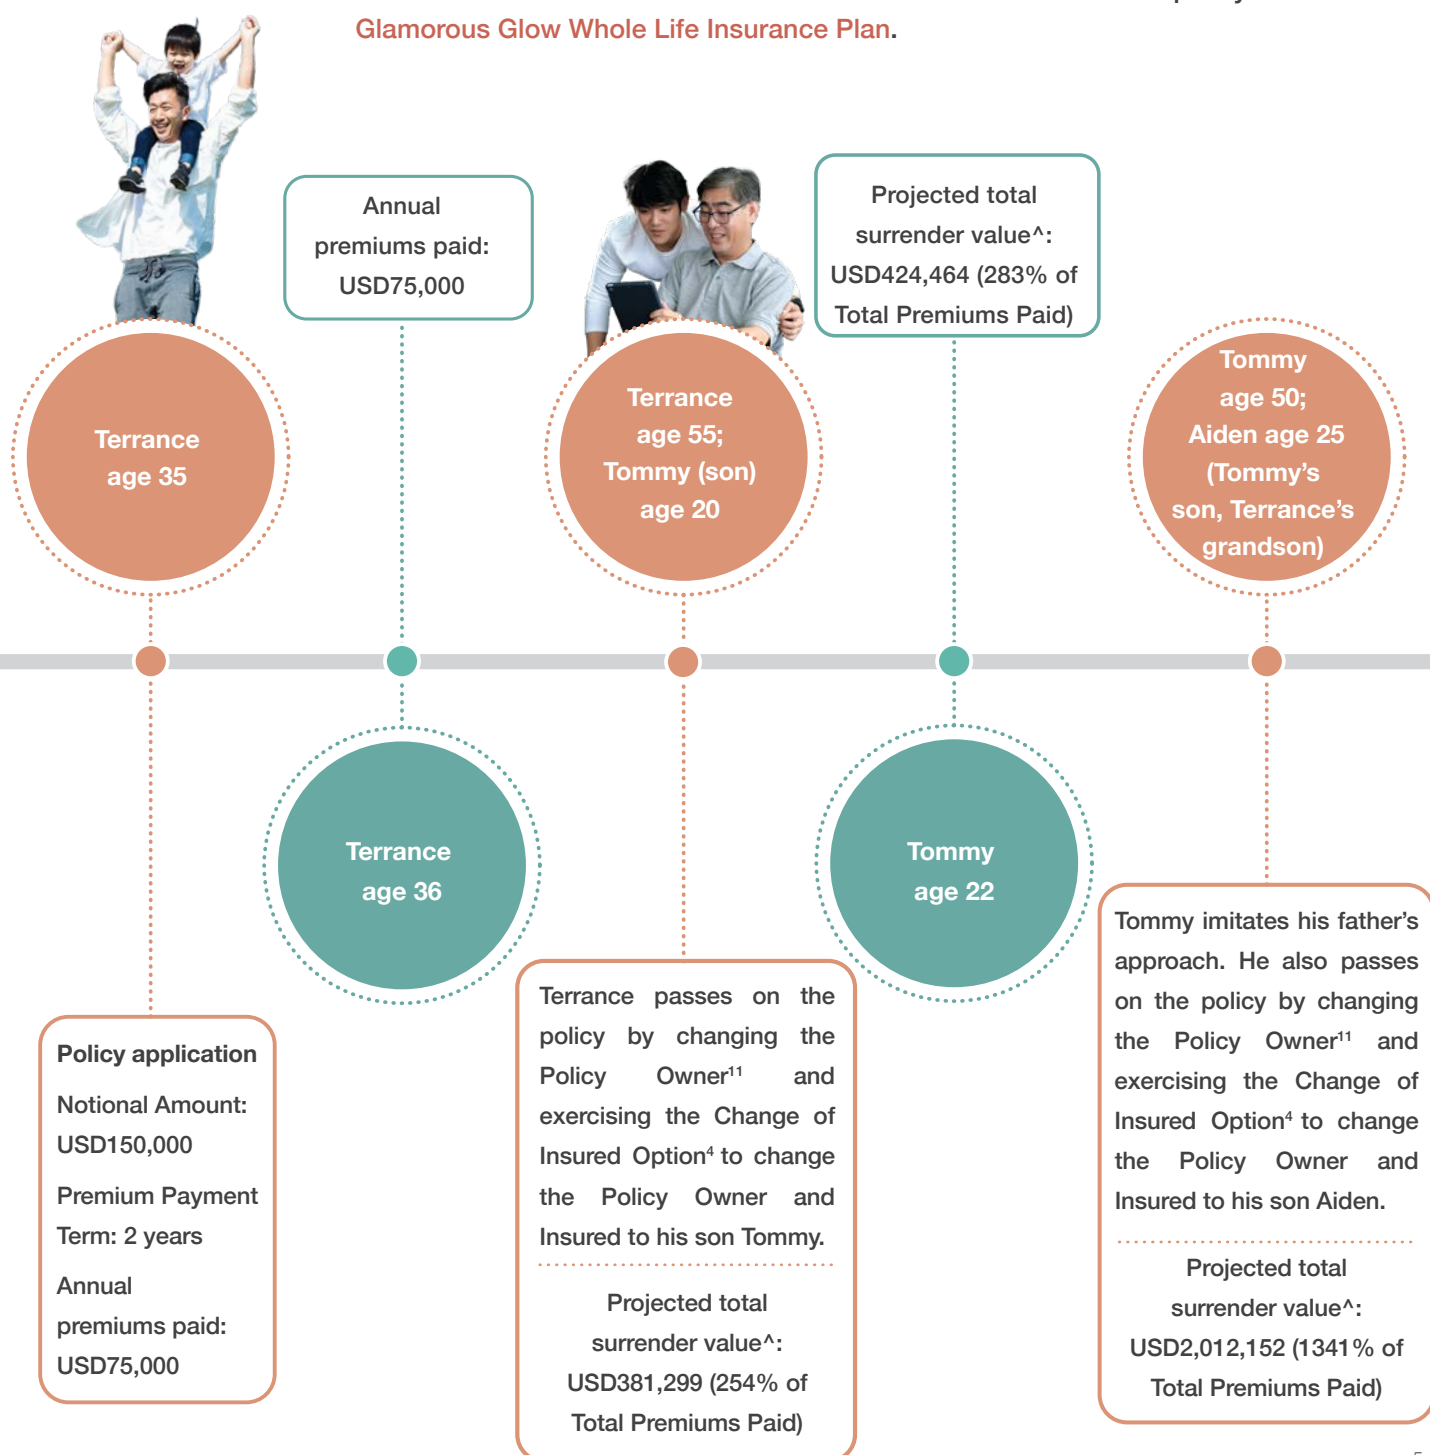 Glamorous Glow Whole Life Insurance Plan.
Annual
premiums paid:
USD75,000
Projected total
surrender value^:
USD424,464 (283% of
Total Premiums Paid)
Terrance
age 35
Terrance
age 55;
Tommy (son)
age 20
Tommy
age 50;
Aiden age 25
(Tommy’s
son, Terrance’s
grandson)
Terrance
age 36
Tommy
age 22
Policy application
Notional Amount:
USD150,000
Premium Payment
Term: 2 years
Annual
premiums paid:
USD75,000
Terrance passes on the
policy by changing the
Policy Owner¹¹ and
exercising the Change of
Insured Option⁴ to change
the Policy Owner and
Insured to his son Tommy.
Projected total
surrender value^:
USD381,299 (254% of
Total Premiums Paid)
Tommy imitates his father’s
approach. He also passes
on the policy by changing
the Policy Owner¹¹ and
exercising the Change of
Insured Option⁴ to change
the Policy Owner and
Insured to his son Aiden.
Projected total
surrender value^:
USD2,012,152 (1341% of
Total Premiums Paid)